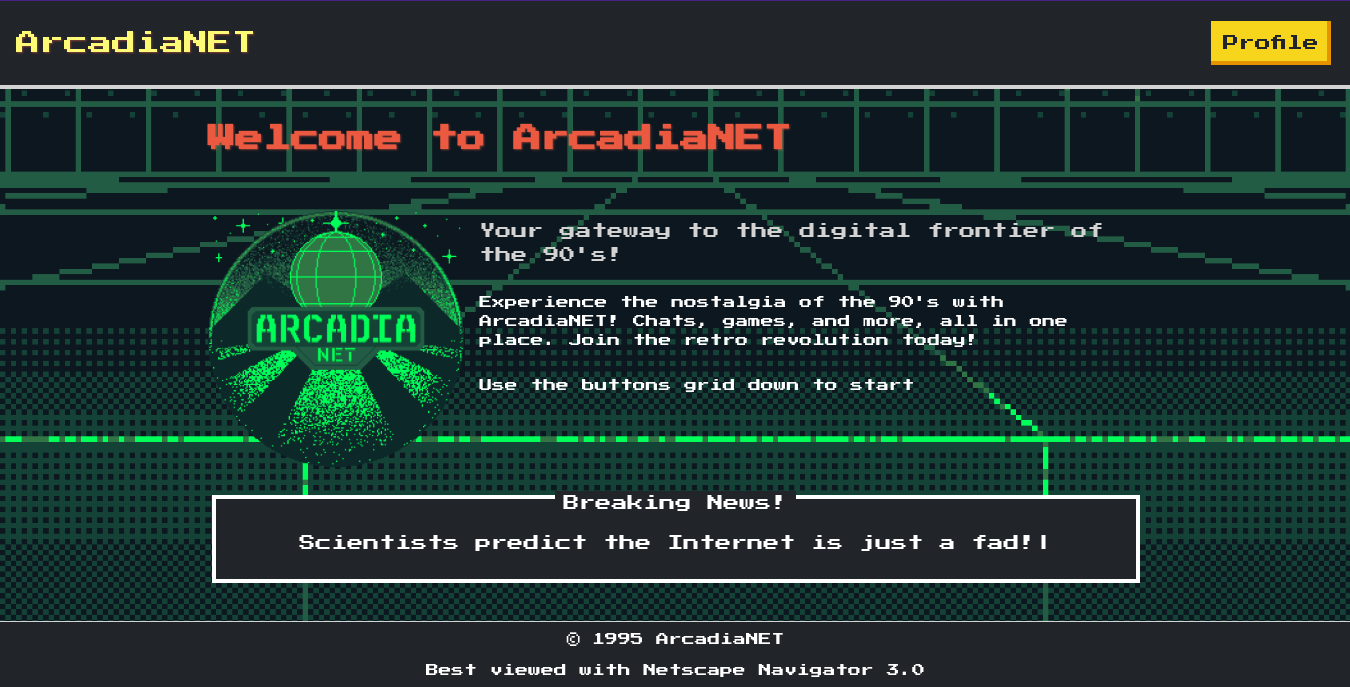 ArcadiaNET
Profile
Welcome to ArcadiaNET
Your gateway to the digital frontier of
the 90's!
ARCADIA
NET
Experience the nostalgia of the 90's with
ArcadiaNET! Chats, games, and more, all in one
place. Join the retro revolution today!
Use the buttons grid down to start
Breaking News!
Scientists predict the Internet is just a fad!|
© 1995 ArcadiaNET
Best viewed with Netscape Navigator 3.0